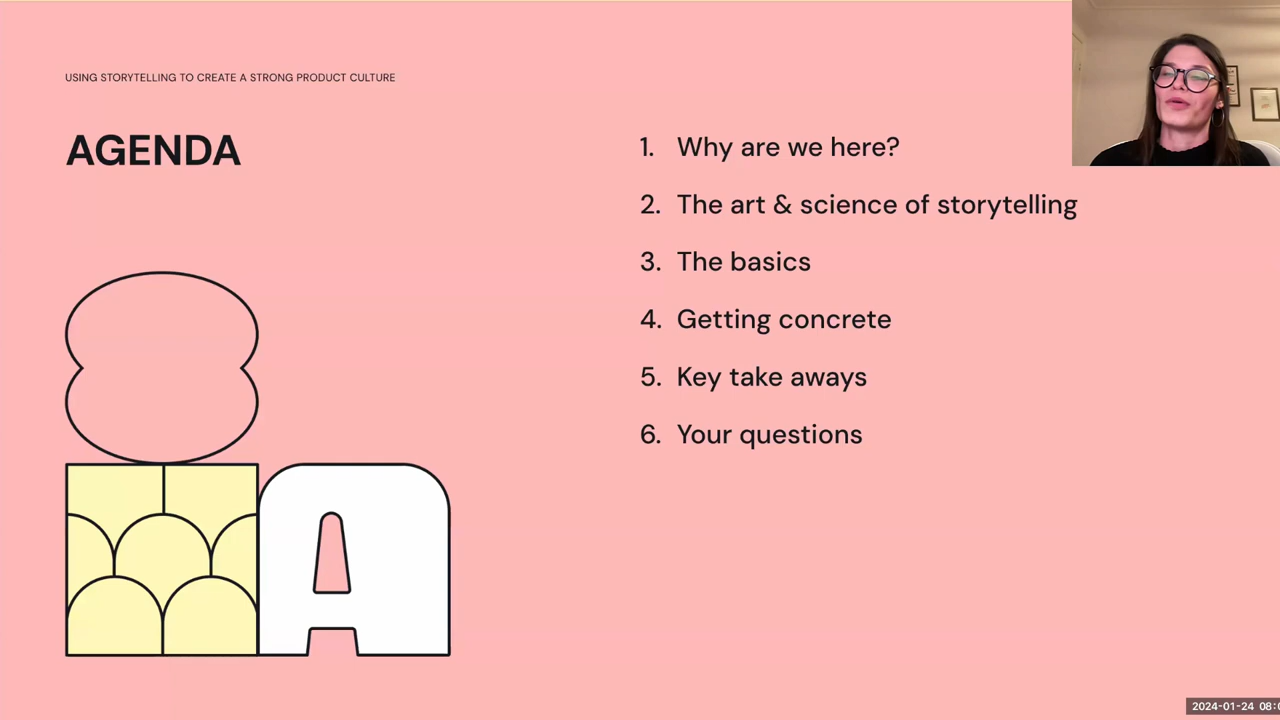 USING STORYTELLING TO CREATE A STRONG PRODUCT CULTURE
AGENDA
1. Why are we here?
2. The art & science of storytelling
3. The basics
4. Getting concrete
5. Key take aways
6. Your questions
A
2024-01-24 08: